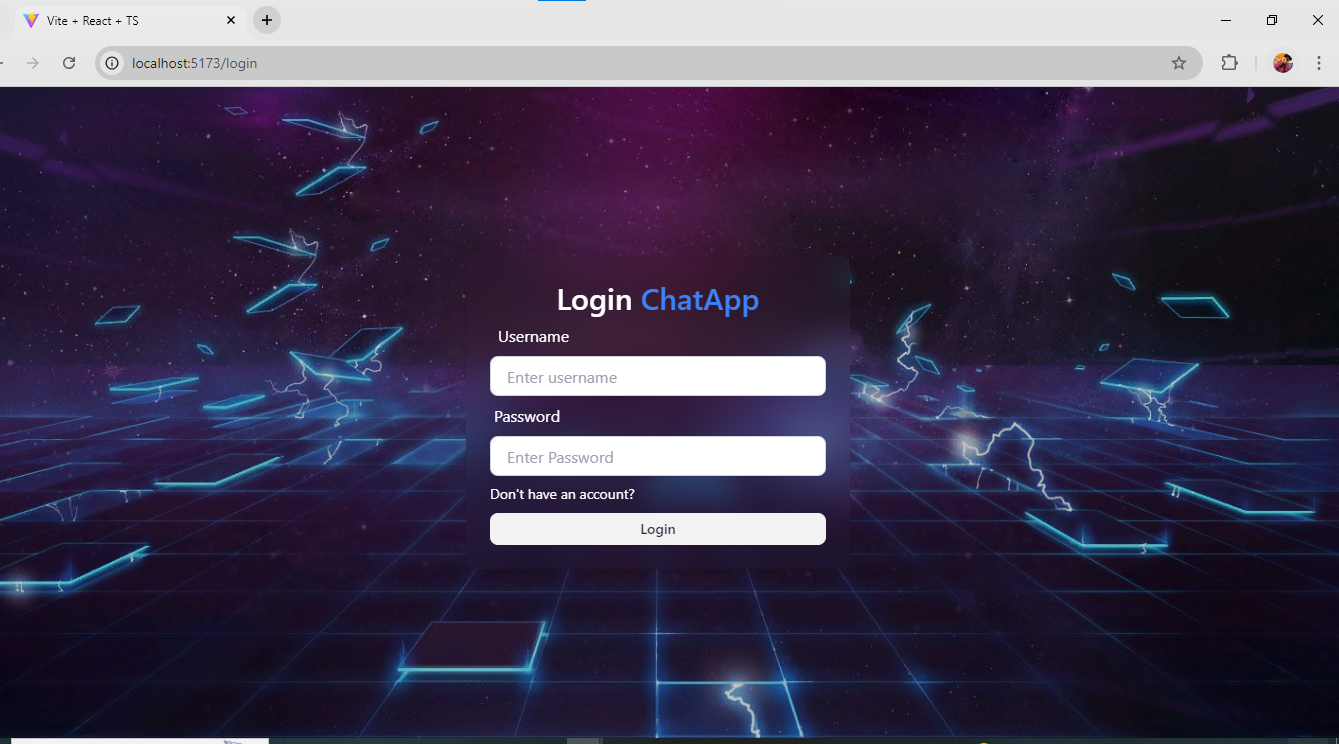 Vite + React + TS
localhost:5173/login
Login ChatApp
Username
Enter username
Password
Enter Password
Don't have an account?
Login